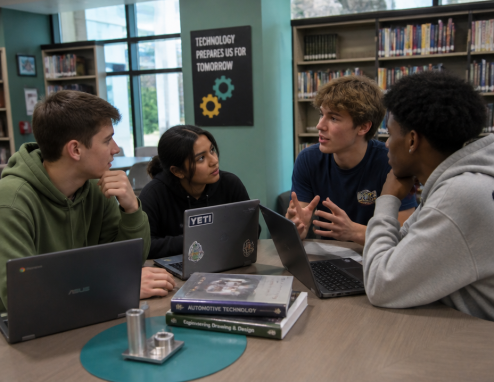 TECHNOLOGY
PREPARES US FOR
TOMORROW
YETI
ASUS
AUTOMOTIVE TECHNOLOGY
Engineering Drawing & Design